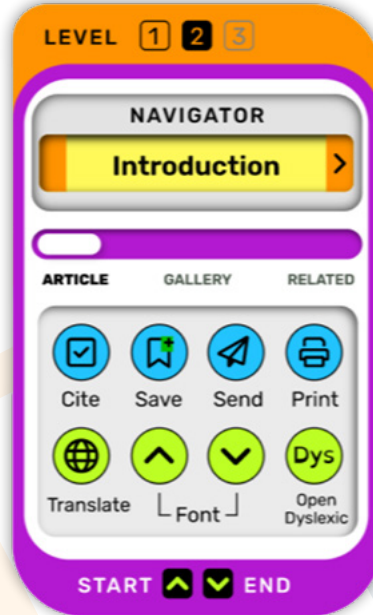 LEVEL 1 2 3
NAVIGATOR
Introduction
ARTICLE GALLERY RELATED
Cite Save Send Print
Dys
Translate Font Open
Dyslexic
START END